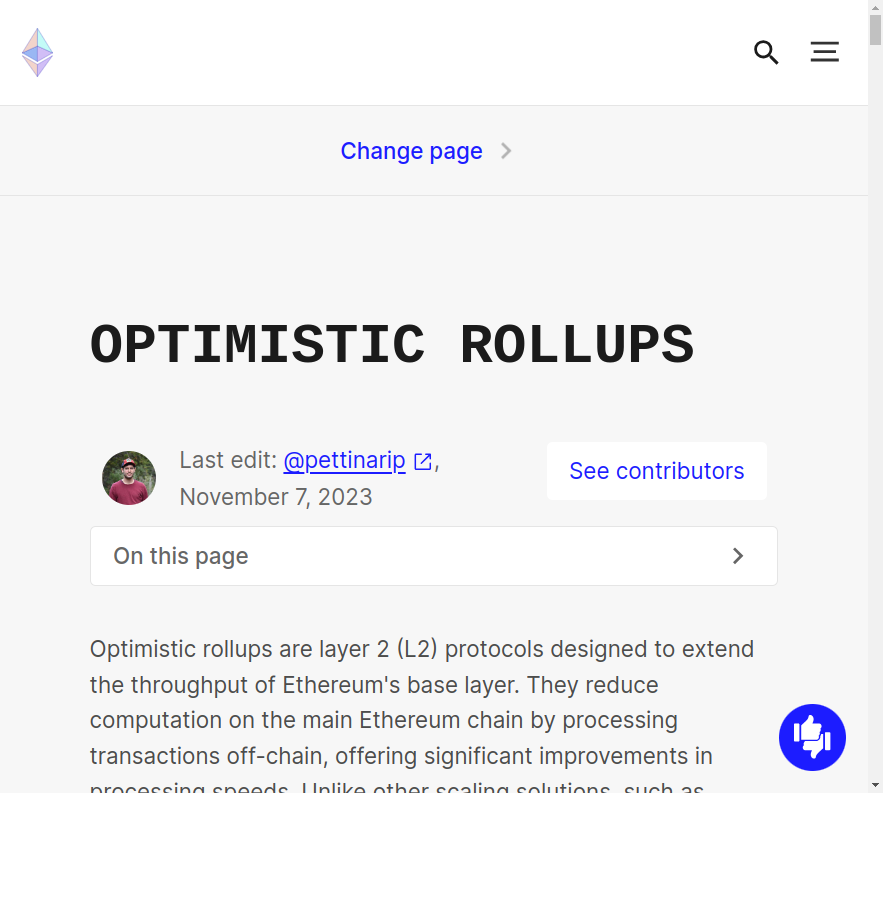 Change page
OPTIMISTIC ROLLUPS
Last edit: @pettinarip,
November 7, 2023
See contributors
On this page
Optimistic rollups are layer 2 (L2) protocols designed to extend
the throughput of Ethereum's base layer. They reduce
computation on the main Ethereum chain by processing
transactions off-chain, offering significant improvements in
processing speeds. Unlike other scaling solutions, such as